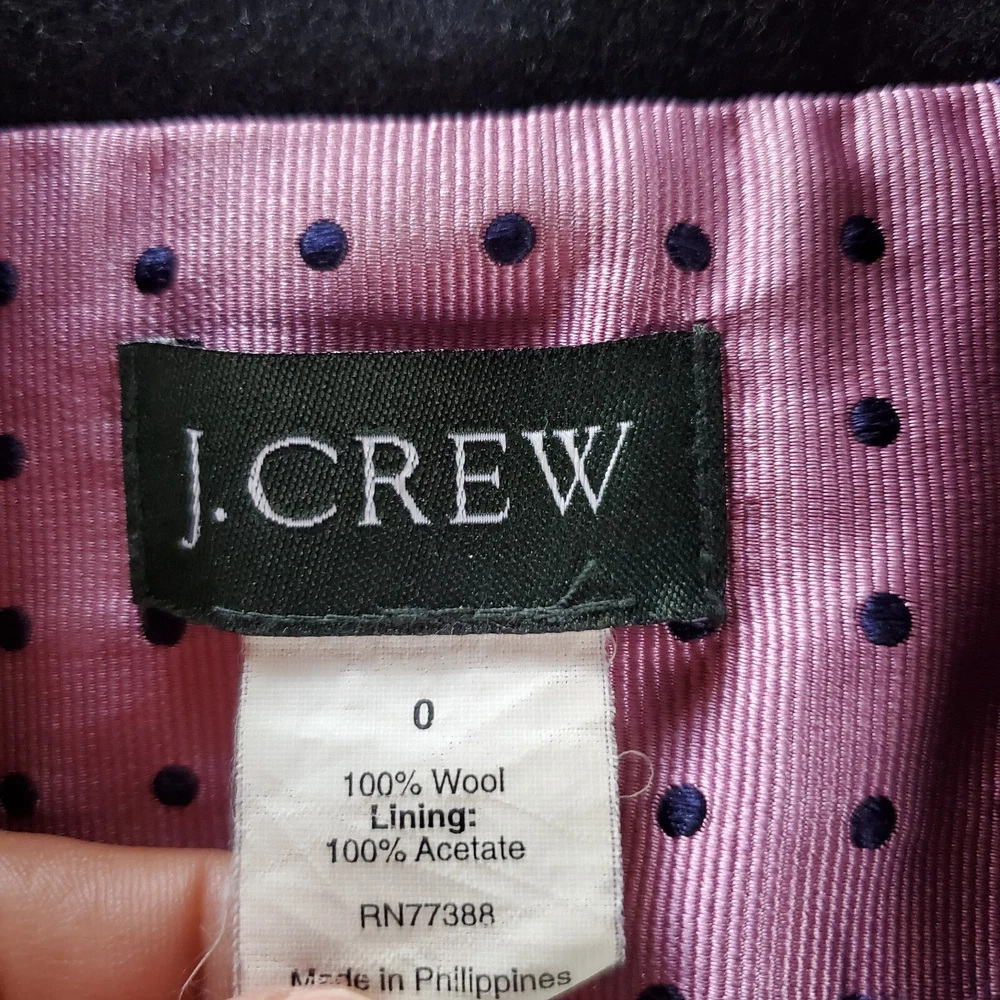 J.CREW
0
100% Wool
Lining:
100% Acetate
RN77388
Made in Philippines